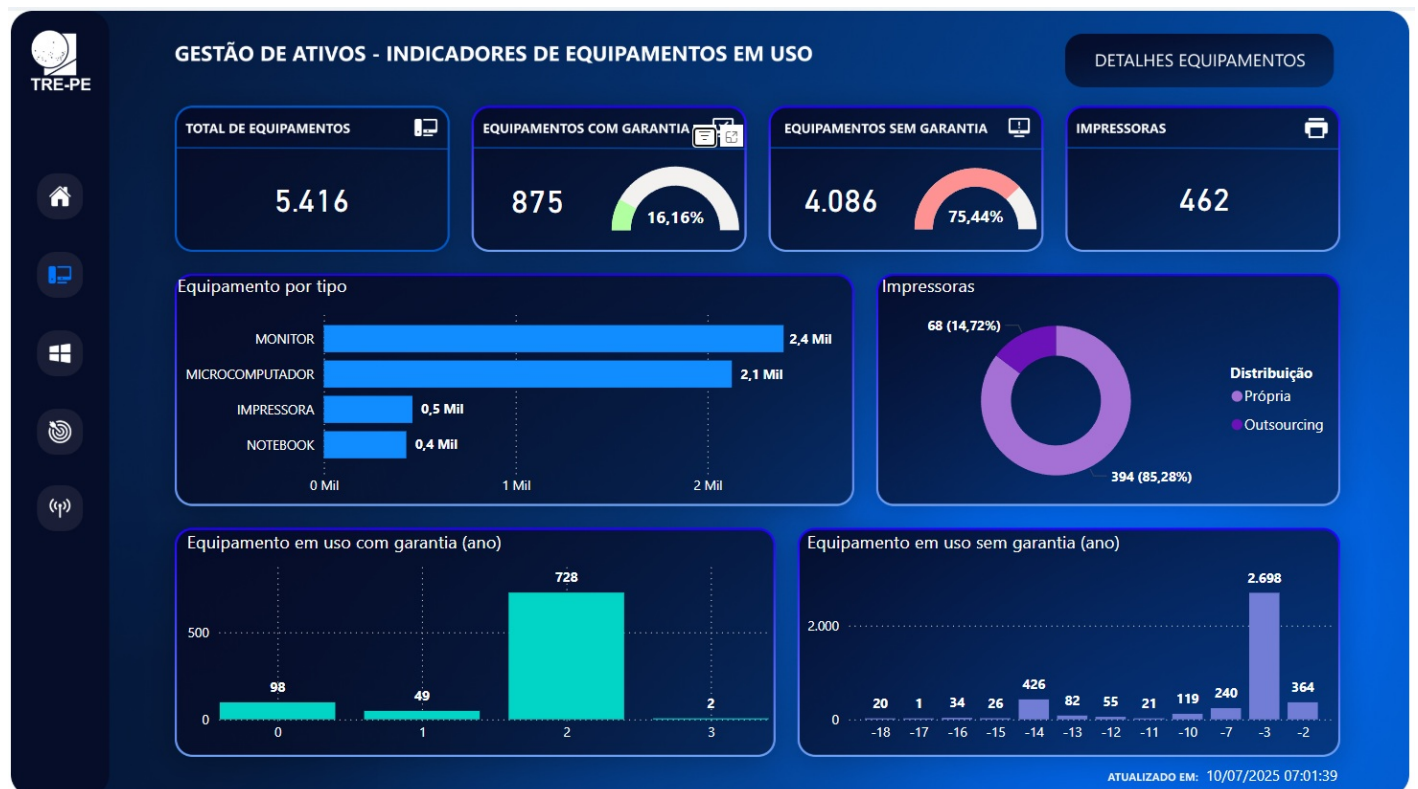 TRE-PE
GESTÃO DE ATIVOS - INDICADORES DE EQUIPAMENTOS EM USO
DETALHES EQUIPAMENTOS
TOTAL DE EQUIPAMENTOS
5.416
EQUIPAMENTOS COM GARANTIA
875
16,16%
EQUIPAMENTOS SEM GARANTIA
4.086
75,44%
IMPRESSORAS
462
Equipamento por tipo
MONITOR 2,4 Mil
MICROCOMPUTADOR 2,1 Mil
IMPRESSORA 0,5 Mil
NOTEBOOK 0,4 Mil
0 Mil 1 Mil 2 Mil
Impressoras
68 (14,72%)
394 (85,28%)
Distribuição
Própria
Outsourcing
Equipamento em uso com garantia (ano)
500
0
98 49 728 2
0 1 2 3
Equipamento em uso sem garantia (ano)
2.000
0
20 1 34 26 426 82 55 21 119 240 2.698 364
-18 -17 -16 -15 -14 -13 -12 -11 -10 -7 -3 -2
ATUALIZADO EM: 10/07/2025 07:01:39